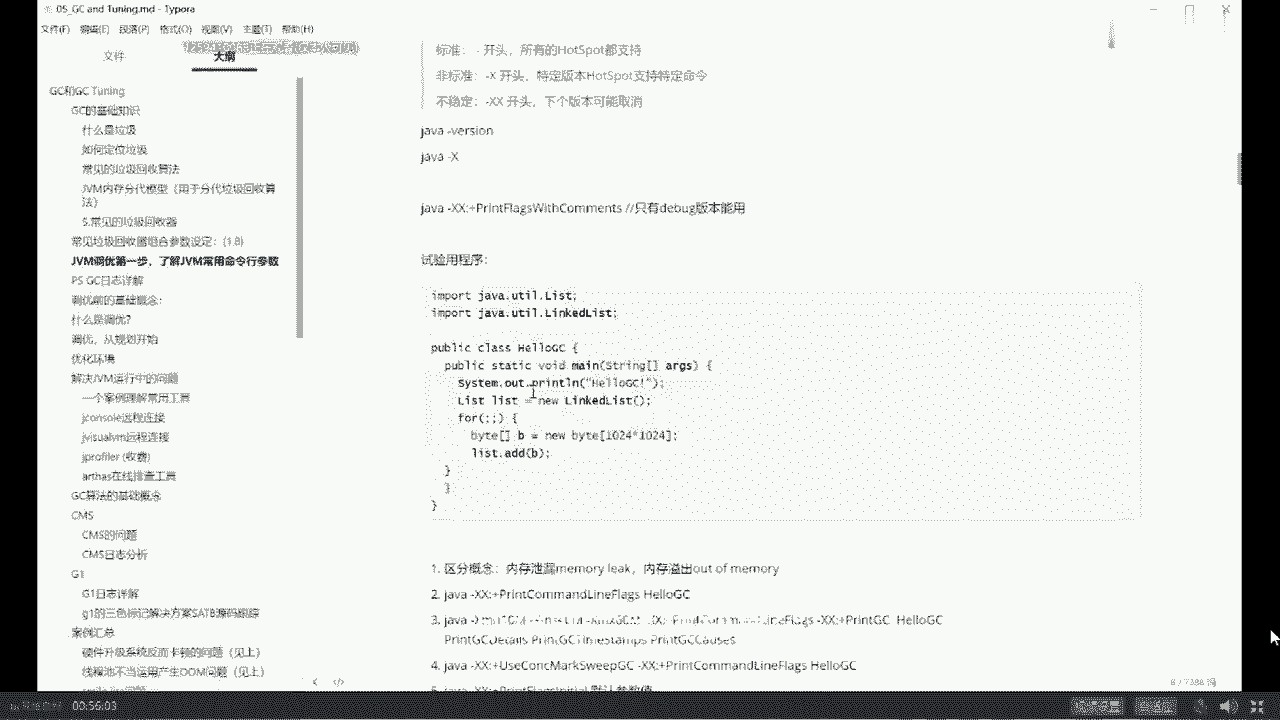 05_GC and Tuning.md - Typora
文件(F) 编辑(E) 段落(P) 格式(O) 视图(V) 主题(T) 帮助(H)
文件 大纲
GC和GC Tuning
GC的基础知识
什么是垃圾
如何定位垃圾
常见的垃圾回收算法
JVM内存分代模型（用于分代垃圾回收算
法）
5.常见的垃圾回收器
常见垃圾回收器组合参数设定：(1.8)
JVM调优第一步，了解JVM常用命令行参数
PS GC日志详解
调优前的基础概念：
什么是调优？
调优，从规划开始
优化环境
解决JVM运行中的问题
一个案例理解常用工具
jconsole远程连接
jvisualvm远程连接
jprofiler (收费)
arthas在线排查工具
GC算法的基础概念
CMS
CMS的问题
CMS日志分析
G1
G1日志详解
g1的三色标记解决方案SATB源码跟踪
案例汇总
硬件升级系统反而卡顿的问题（见上）
线程池不当运用产生OOM问题（见上）
标准： - 开头，所有的HotSpot都支持
非标准：-X 开头，特定版本HotSpot支持特定命令
不稳定：-XX 开头，下个版本可能取消
java -version
java -X
java -XX:+PrintFlagsWithComments //只有debug版本能用
试验用程序：
import java.util.List;
import java.util.LinkedList;
public class HelloGC {
public static void main(String[] args) {
System.out.println("HelloGC!");
List list = new LinkedList();
for(;;) {
byte[] b = new byte[1024*1024];
list.add(b);
}
}
}
1. 区分概念：内存泄漏memory leak，内存溢出out of memory
2. java -XX:+PrintCommandLineFlags HelloGC
3. java -XX:+PrintCommandLineFlags -XX:+PrintGC HelloGC
PrintGCDetails PrintGCTimestamps PrintGCCauses
4. java -XX:+UseConcMarkSweepGC -XX:+PrintCommandLineFlags HelloGC
5. java -XX:+PrintFlagsInitial 默认参数值
< </>
00:56:03